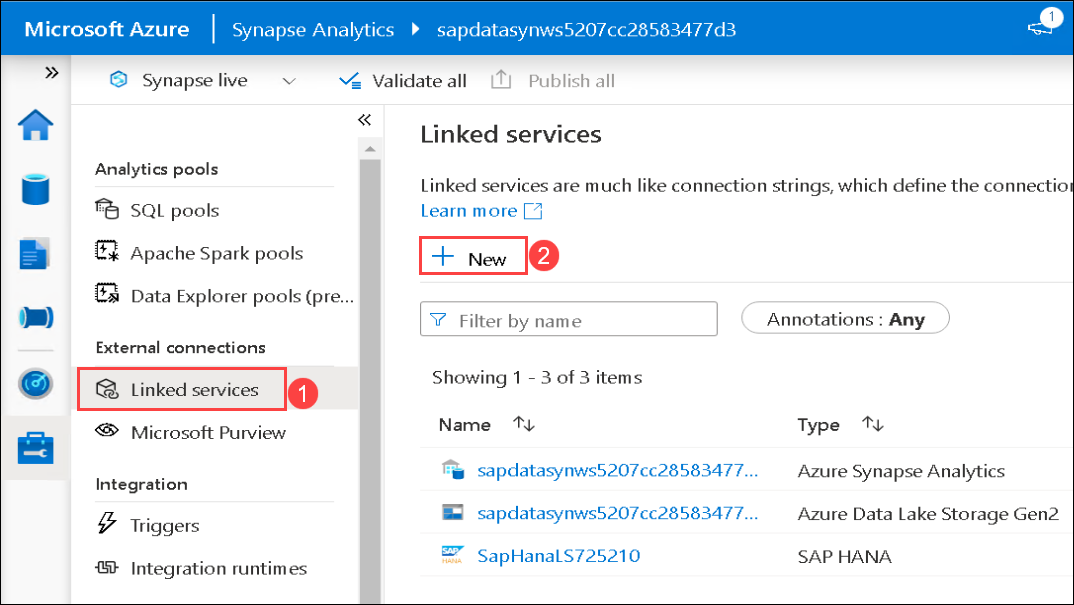 Microsoft Azure Synapse Analytics sapdatasynws5207cc28583477d3 1
Synapse live Validate all Publish all
Analytics pools
SQL pools
Apache Spark pools
Data Explorer pools (pre...
External connections
Linked services 1
Microsoft Purview
Integration
Triggers
Integration runtimes
Linked services
Linked services are much like connection strings, which define the connection
Learn more
New 2
Filter by name Annotations : Any
Showing 1 - 3 of 3 items
Name Type
sapdatasynws5207cc28583477... Azure Synapse Analytics
sapdatasynws5207cc28583477... Azure Data Lake Storage Gen2
SAP HANA SapHanaLS725210 SAP HANA